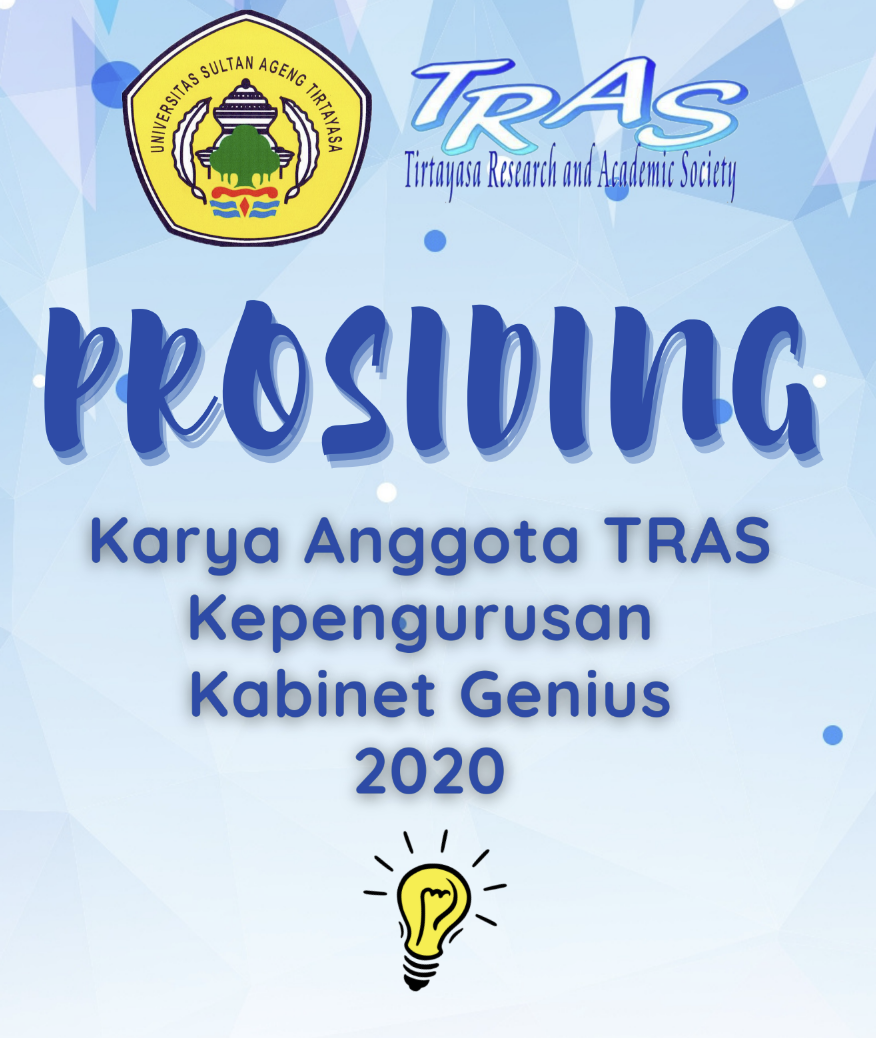 UNIVERSITAS SULTAN AGENG TIRTAYASA
TRAS
Tirtayasa Research and Academic Society
PROSIDING
Karya Anggota TRAS
Kepengurusan
Kabinet Genius
2020